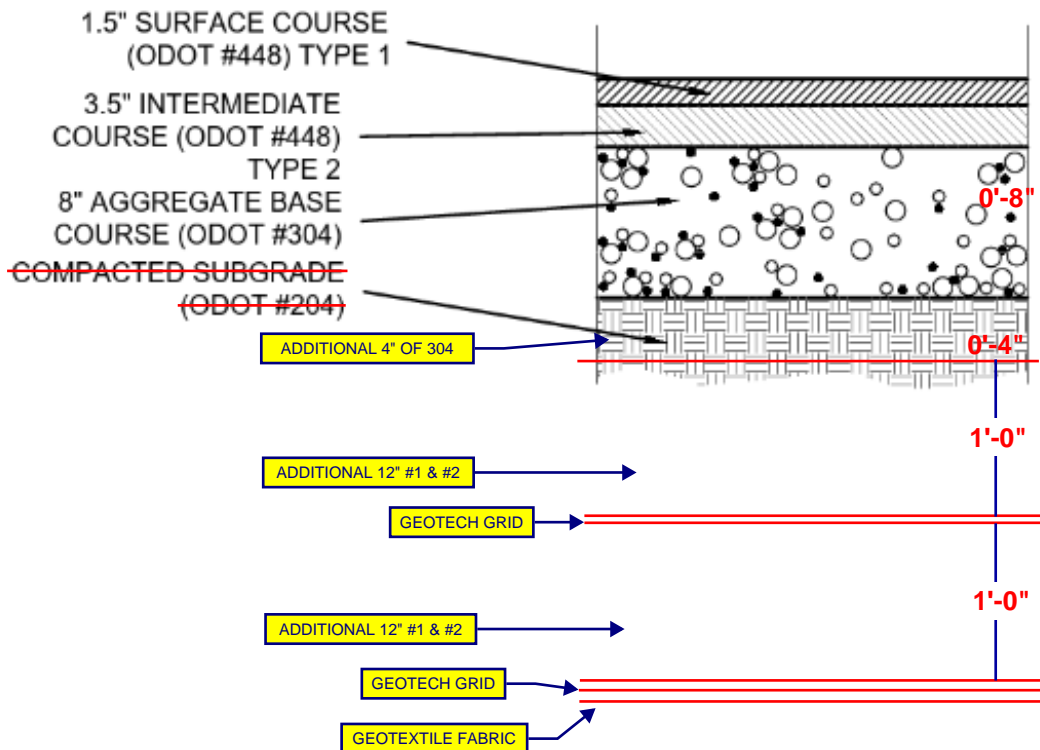 1.5" SURFACE COURSE
(ODOT #448) TYPE 1
3.5" INTERMEDIATE
COURSE (ODOT #448)
TYPE 2
8" AGGREGATE BASE
COURSE (ODOT #304)
0'-8"
COMPACTED SUBGRADE
(ODOT #204)
ADDITIONAL 4" OF 304
0'-4"
1'-0"
ADDITIONAL 12" #1 & #2
GEOTECH GRID
1'-0"
ADDITIONAL 12" #1 & #2
GEOTECH GRID
GEOTEXTILE FABRIC